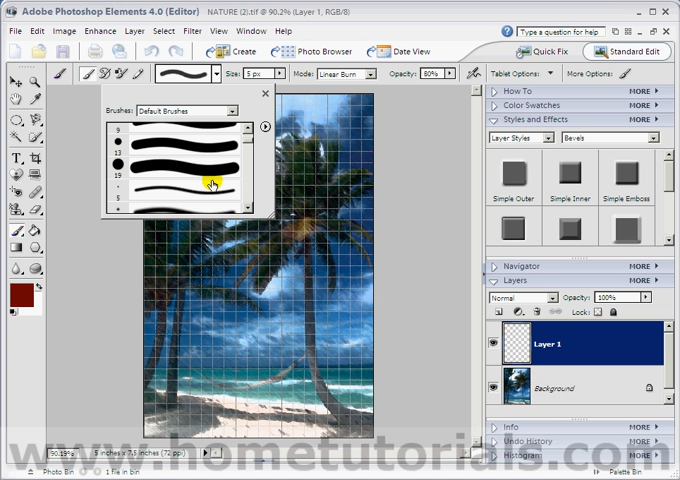 Adobe Photoshop Elements 4.0 (Editor)
NATURE (2).tif @ 90.2% (Layer 1, RGB/8)
File Edit Image Enhance Layer Select Filter View Window Help
Type a question for help
Create
Photo Browser
Date View
Quick Fix
Standard Edit
Size: 5 px
Mode: Linear Burn
Opacity: 80%
Tablet Options:
More Options:
Brushes: Default Brushes
9
13
19
5
How To MORE
Color Swatches MORE
Styles and Effects MORE
Layer Styles Bevels
Simple Outer Simple Inner Simple Emboss
Navigator MORE
Layers MORE
Normal Opacity: 100%
Lock:
Layer 1
Background
Info MORE
Undo History MORE
Histogram MORE
90.19% 5 inches x 7.5 inches (72 ppi)
www.hometutorials.com
Photo Bin 1 file in bin
Palette Bin